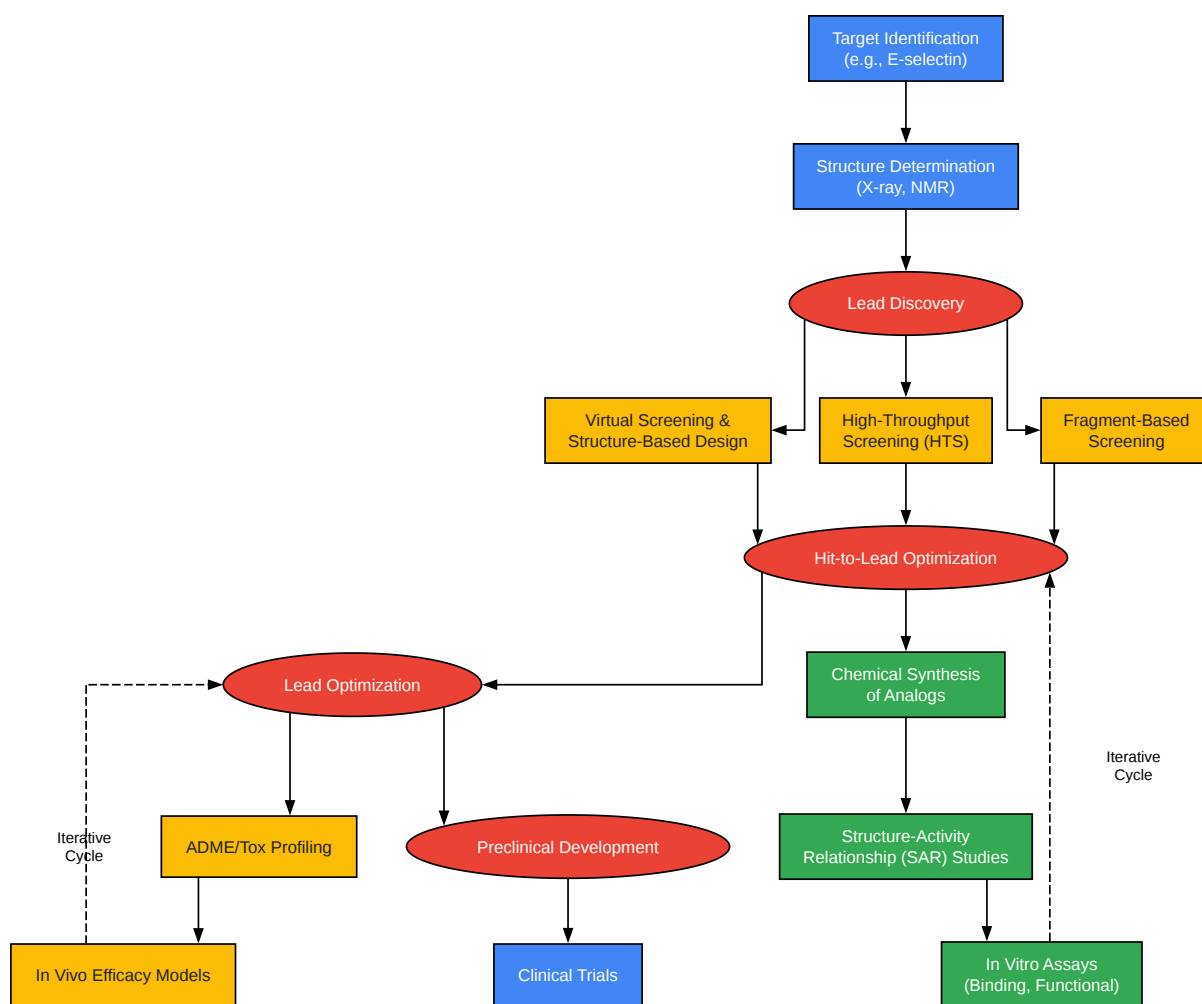 Target Identification
(e.g., E-selectin)
Structure Determination
(X-ray, NMR)
Lead Discovery
Virtual Screening &
Structure-Based Design
High-Throughput
Screening (HTS)
Fragment-Based
Screening
Hit-to-Lead Optimization
Lead Optimization
Chemical Synthesis
of Analogs
Iterative
Cycle
Iterative
Cycle
ADME/Tox Profiling
Preclinical Development
Structure-Activity
Relationship (SAR) Studies
In Vivo Efficacy Models
Clinical Trials
In Vitro Assays
(Binding, Functional)